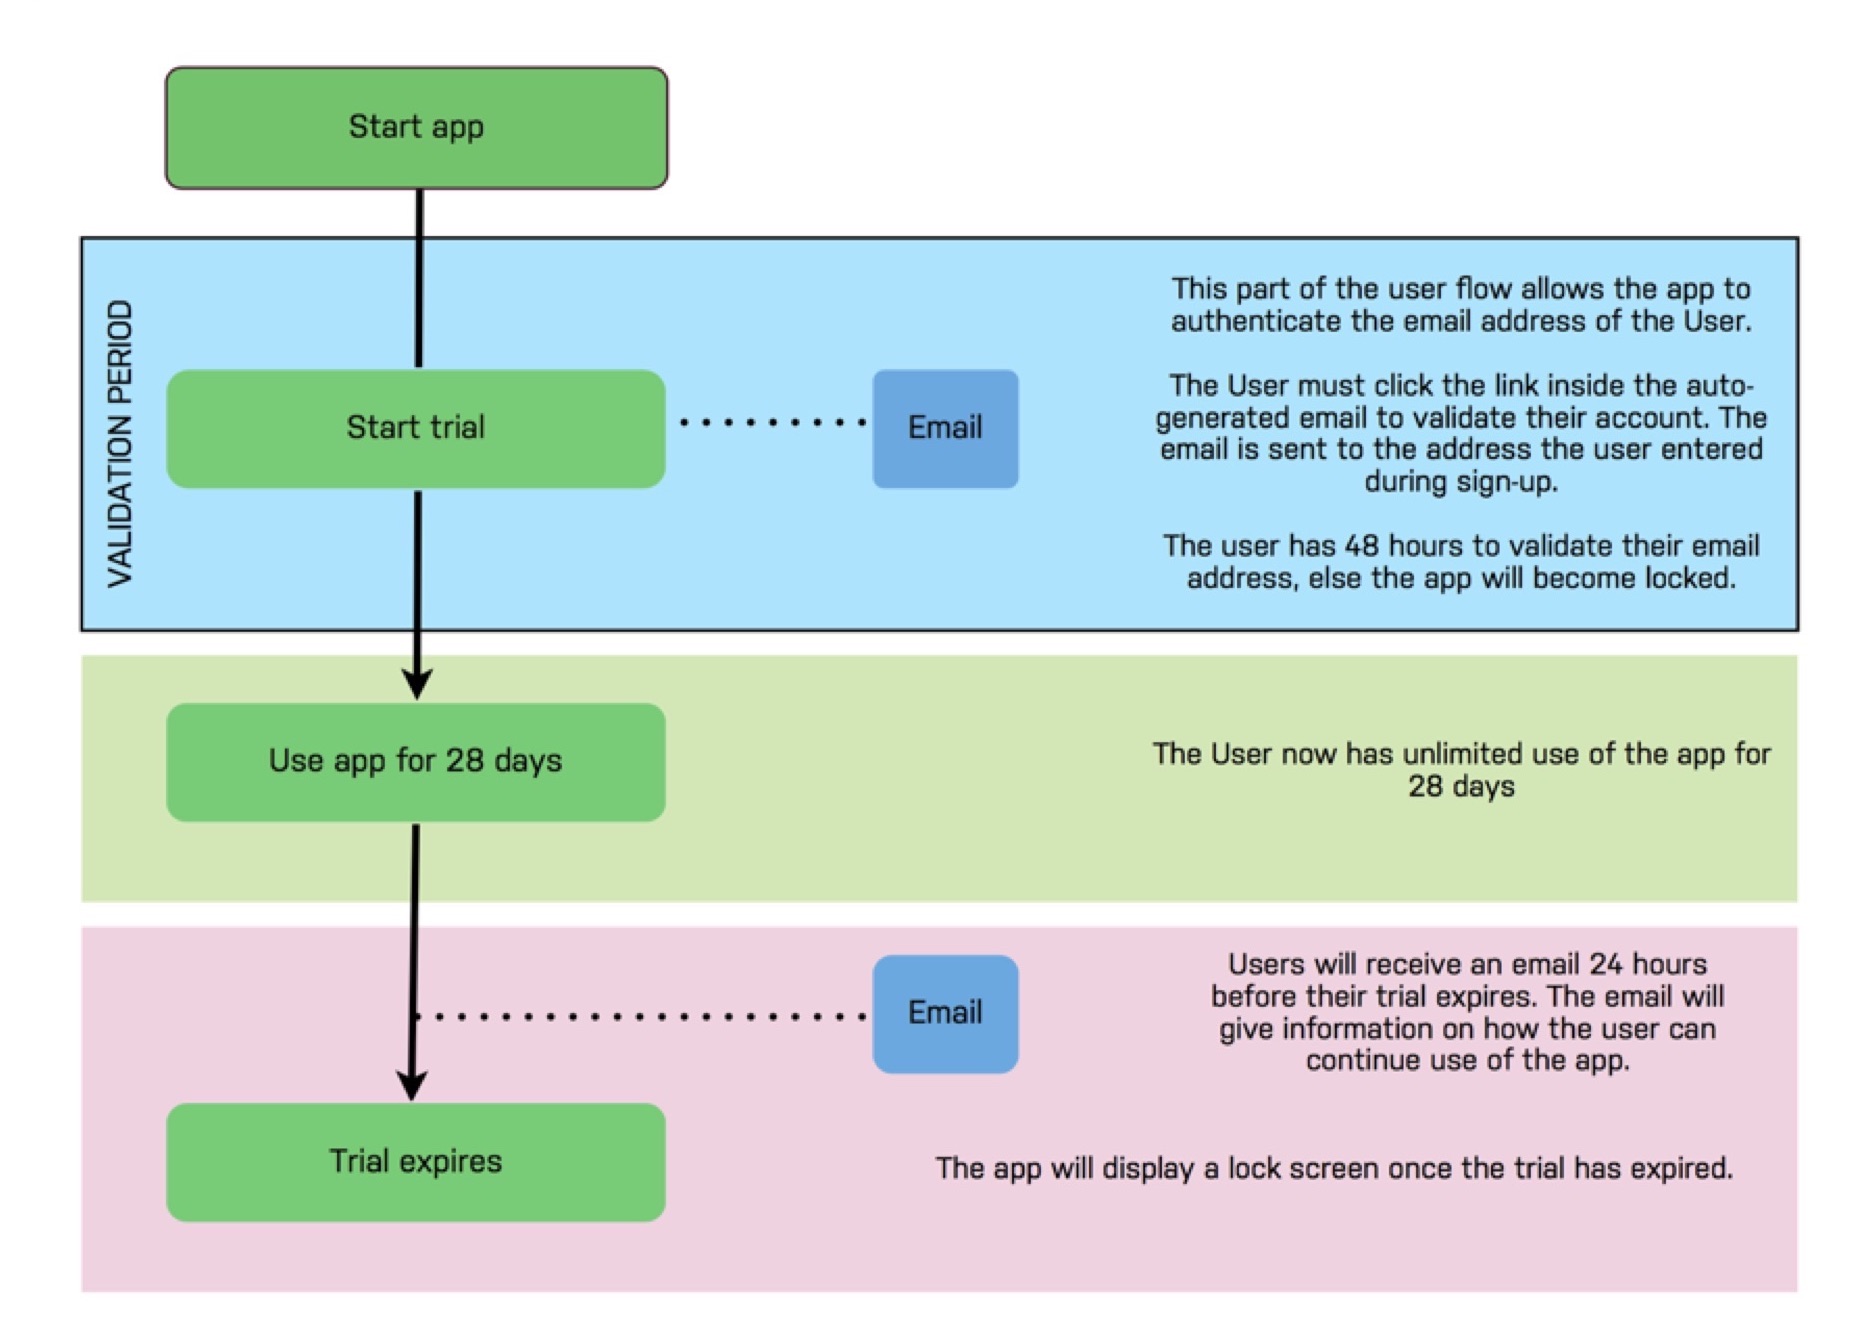 Start app
VALIDATION PERIOD
Start trial
Email
This part of the user flow allows the app to
authenticate the email address of the User.
The User must click the link inside the auto-
generated email to validate their account. The
email is sent to the address the user entered
during sign-up.
The user has 48 hours to validate their email
address, else the app will become locked.
Use app for 28 days
The User now has unlimited use of the app for
28 days
Email
Users will receive an email 24 hours
before their trial expires. The email will
give information on how the user can
continue use of the app.
Trial expires
The app will display a lock screen once the trial has expired.